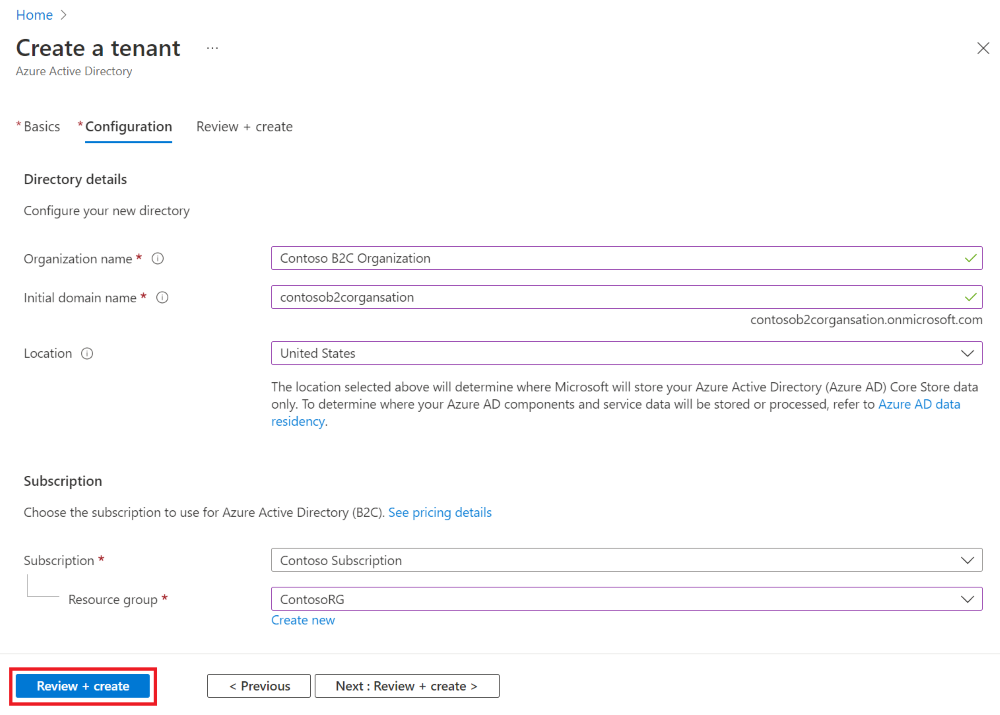 Home >
Create a tenant ...
Azure Active Directory
* Basics * Configuration Review + create
Directory details
Configure your new directory
Organization name * Contoso B2C Organization
Initial domain name * contosob2corgansation
contosob2corgansation.onmicrosoft.com
Location United States
The location selected above will determine where Microsoft will store your Azure Active Directory (Azure AD) Core Store data
only. To determine where your Azure AD components and service data will be stored or processed, refer to Azure AD data
residency.
Subscription
Choose the subscription to use for Azure Active Directory (B2C). See pricing details
Subscription * Contoso Subscription
Resource group * ContosoRG
Create new
Review + create < Previous Next : Review + create >